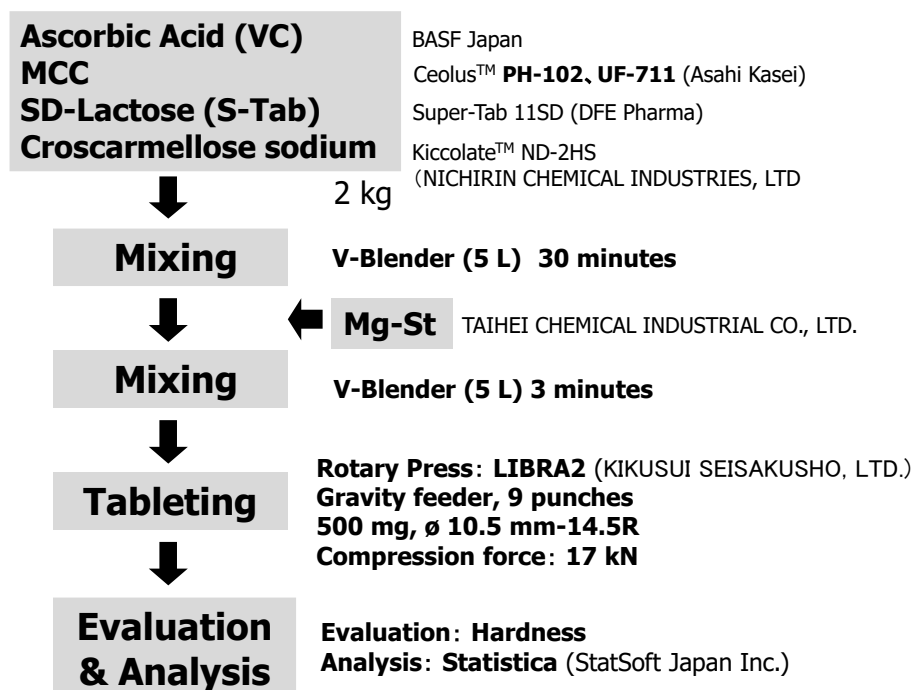 Ascorbic Acid (VC)
BASF Japan
MCC
Ceolus™ PH-102、UF-711 (Asahi Kasei)
SD-Lactose (S-Tab)
Super-Tab 11SD (DFE Pharma)
Croscarmellose sodium
Kiccolate™ ND-2HS
（NICHIRIN CHEMICAL INDUSTRIES, LTD
2 kg
Mixing
V-Blender (5 L) 30 minutes
Mg-St
TAIHEI CHEMICAL INDUSTRIAL CO., LTD.
Mixing
V-Blender (5 L) 3 minutes
Tableting
Rotary Press: LIBRA2 (KIKUSUI SEISAKUSHO, LTD.）
Gravity feeder, 9 punches
500 mg, ø 10.5 mm-14.5R
Compression force: 17 kN
Evaluation
& Analysis
Evaluation: Hardness
Analysis: Statistica (StatSoft Japan Inc.)